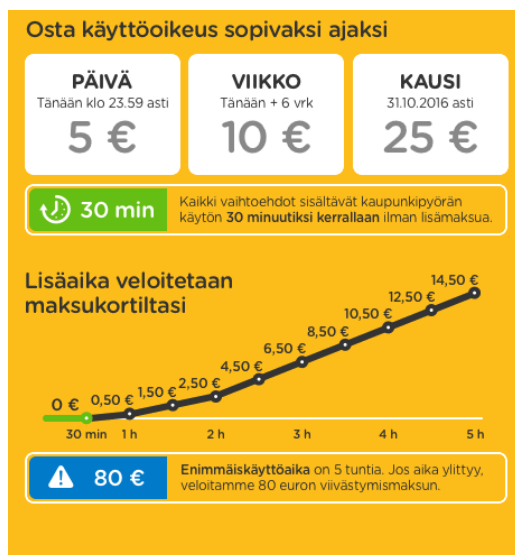 Osta käyttöoikeus sopivaksi ajaksi
PÄIVÄ
Tänään klo 23.59 asti
5 €
VIIKKO
Tänään + 6 vrk
10 €
KAUSI
31.10.2016 asti
25 €
30 min
Kaikki vaihtoehdot sisältävät kaupunkipyörän
käytön 30 minuutiksi kerrallaan ilman lisämaksua.
Lisäaika veloitetaan
maksukortiltasi
0 €
0,50 €
1,50 €
2,50 €
4,50 €
6,50 €
8,50 €
10,50 €
12,50 €
14,50 €
30 min
1 h
2 h
3 h
4 h
5 h
80 €
Enimmäiskäyttöaika on 5 tuntia. Jos aika ylittyy,
veloitamme 80 euron viivästymismaksun.